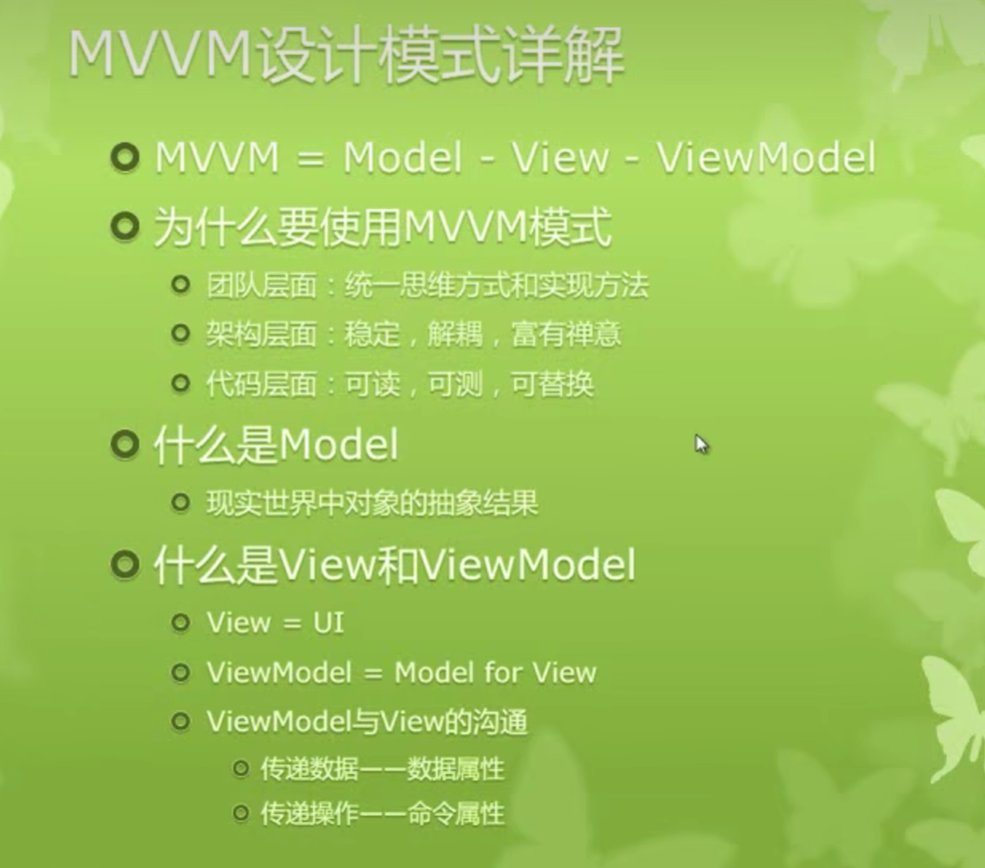 MVVM设计模式详解
MVVM = Model - View - ViewModel
为什么要使用MVVM模式
团队层面：统一思维方式和实现方法
架构层面：稳定，解耦，富有禅意
代码层面：可读，可测，可替换
什么是Model
现实世界中对象的抽象结果
什么是View和ViewModel
View = UI
ViewModel = Model for View
ViewModel与View的沟通
传递数据——数据属性
传递操作——命令属性